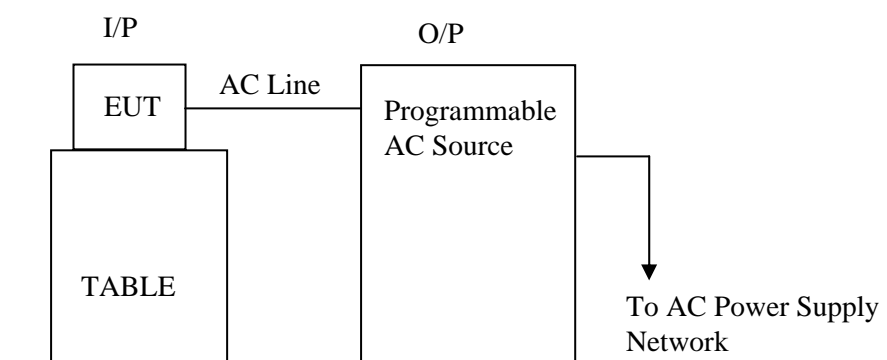 I/P
O/P
EUT
AC Line
Programmable
AC Source
TABLE
To AC Power Supply
Network